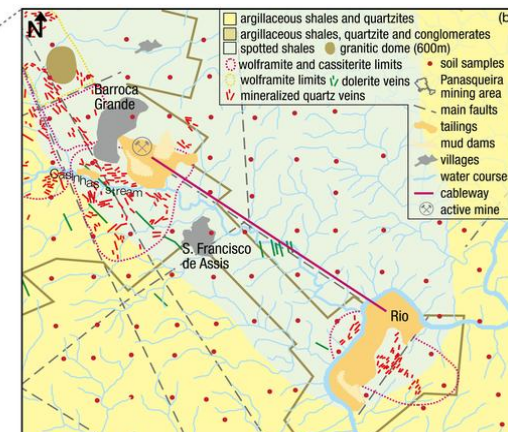 N
(b
argillaceous shales and quartzites
argillaceous shales, quartzite and conglomerates
spotted shales
granitic dome (600m)
wolframite and cassiterite limits
wolframite limits
dolerite veins
mineralized quartz veins
soil samples
Panasqueira
mining area
main faults
tailings
mud dams
villages
water course
cableway
active mine
Barroca
Grande
Casinhas stream
S. Francisco
de Assis
Rio